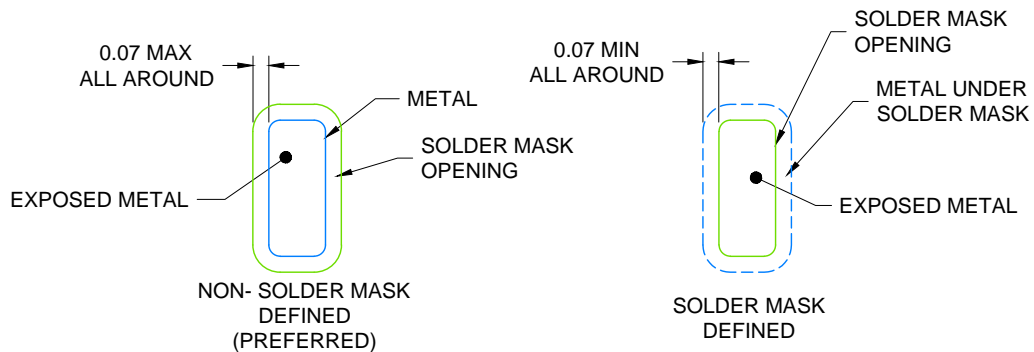 0.07 MAX
ALL AROUND
METAL
SOLDER MASK
OPENING
EXPOSED METAL
NON- SOLDER MASK
DEFINED
(PREFERRED)
SOLDER MASK
OPENING
0.07 MIN
ALL AROUND
METAL UNDER
SOLDER MASK
EXPOSED METAL
SOLDER MASK
DEFINED